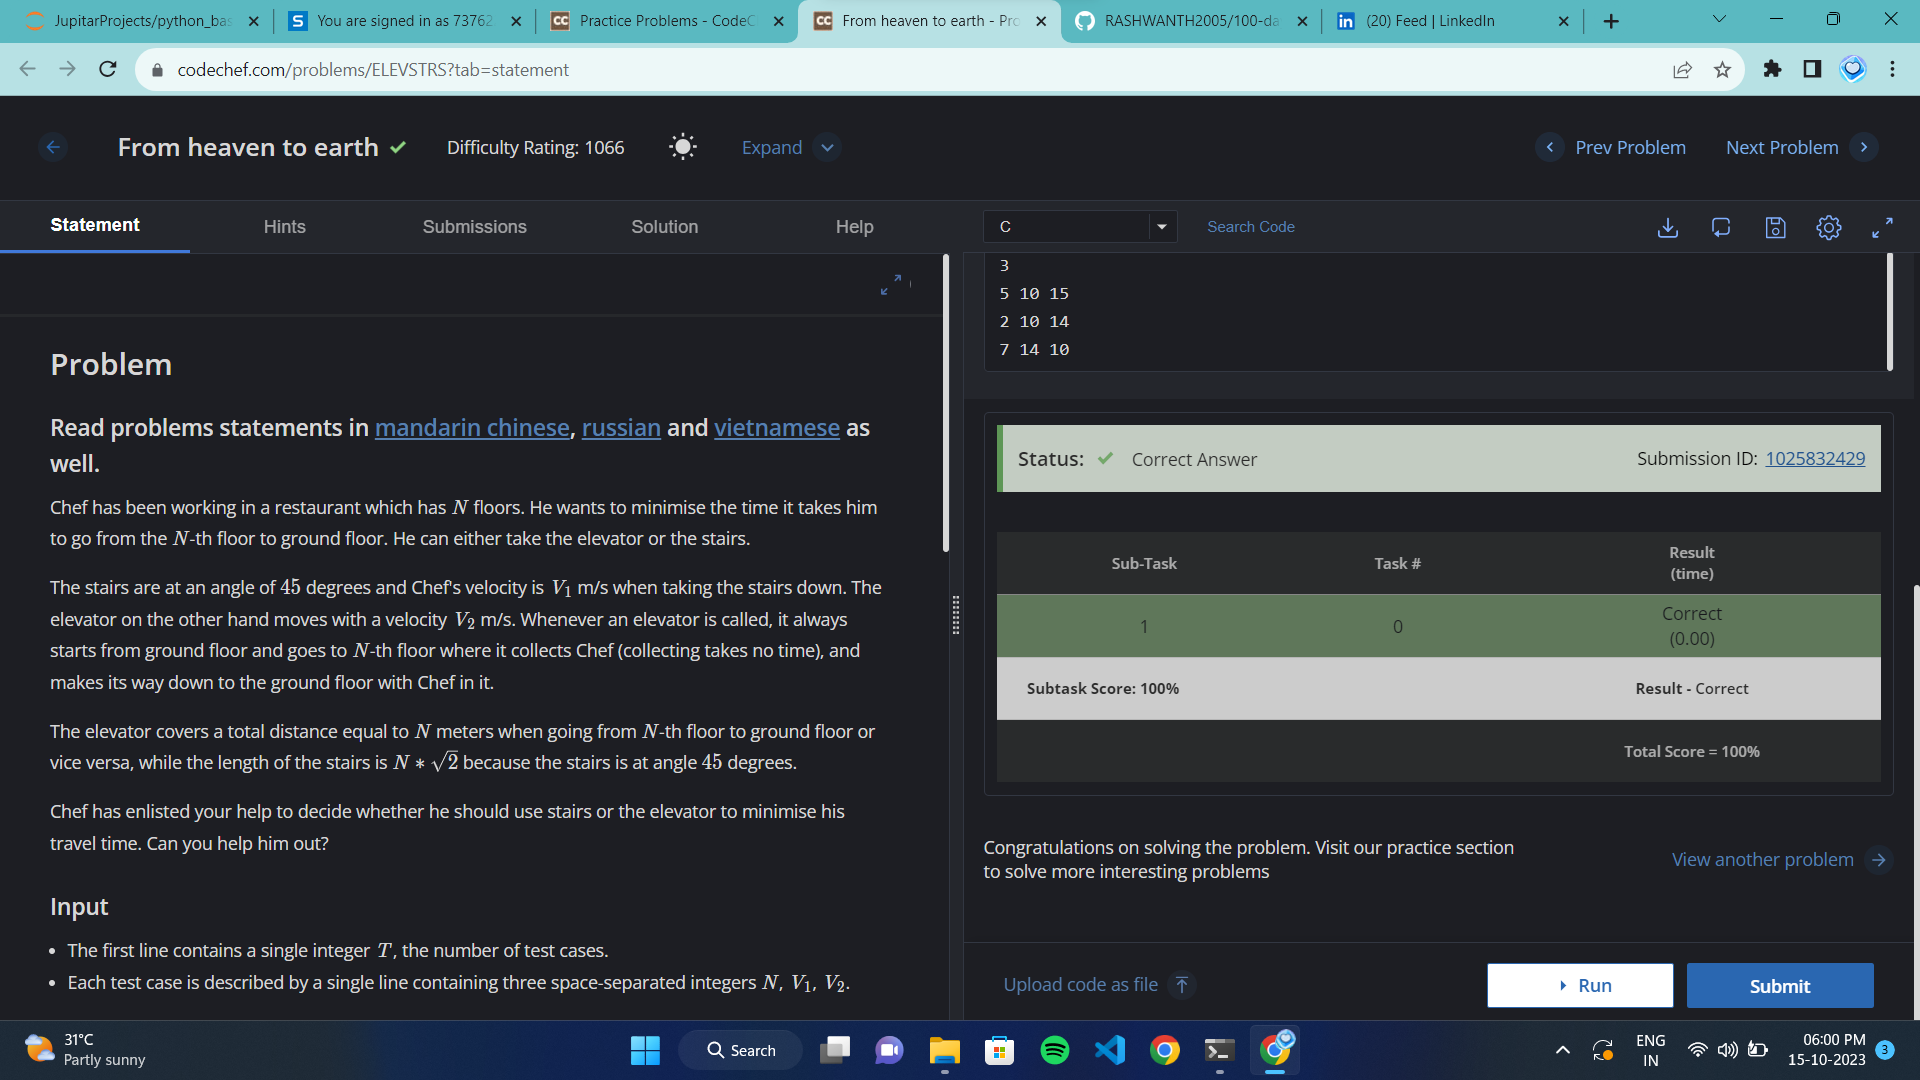 JupitarProjects/python_bas
You are signed in as 73762
Practice Problems - CodeC
From heaven to earth - Pro
RASHWANTH2005/100-da
(20) Feed | LinkedIn
codechef.com/problems/ELEVSTRS?tab=statement
From heaven to earth
Difficulty Rating: 1066
Expand
Prev Problem
Next Problem
Statement
Hints
Submissions
Solution
Help
C
Search Code
Problem
Read problems statements in mandarin chinese, russian and vietnamese as
well.
Chef has been working in a restaurant which has N floors. He wants to minimise the time it takes him
to go from the N-th floor to ground floor. He can either take the elevator or the stairs.
The stairs are at an angle of 45 degrees and Chef's velocity is V1 m/s when taking the stairs down. The
elevator on the other hand moves with a velocity V2 m/s. Whenever an elevator is called, it always
starts from ground floor and goes to N-th floor where it collects Chef (collecting takes no time), and
makes its way down to the ground floor with Chef in it.
The elevator covers a total distance equal to N meters when going from N-th floor to ground floor or
vice versa, while the length of the stairs is N * √2 because the stairs is at angle 45 degrees.
Chef has enlisted your help to decide whether he should use stairs or the elevator to minimise his
travel time. Can you help him out?
Input
• The first line contains a single integer T, the number of test cases.
• Each test case is described by a single line containing three space-separated integers N, V1, V2.
3
5 10 15
2 10 14
7 14 10
Status: Correct Answer
Submission ID: 1025832429
Sub-Task
Task #
Result
(time)
1
0
Correct
(0.00)
Subtask Score: 100%
Result - Correct
Total Score = 100%
Congratulations on solving the problem. Visit our practice section
to solve more interesting problems
View another problem
Upload code as file
Run
Submit
31°C
Partly sunny
Search
ENG
IN
06:00 PM
15-10-2023
3